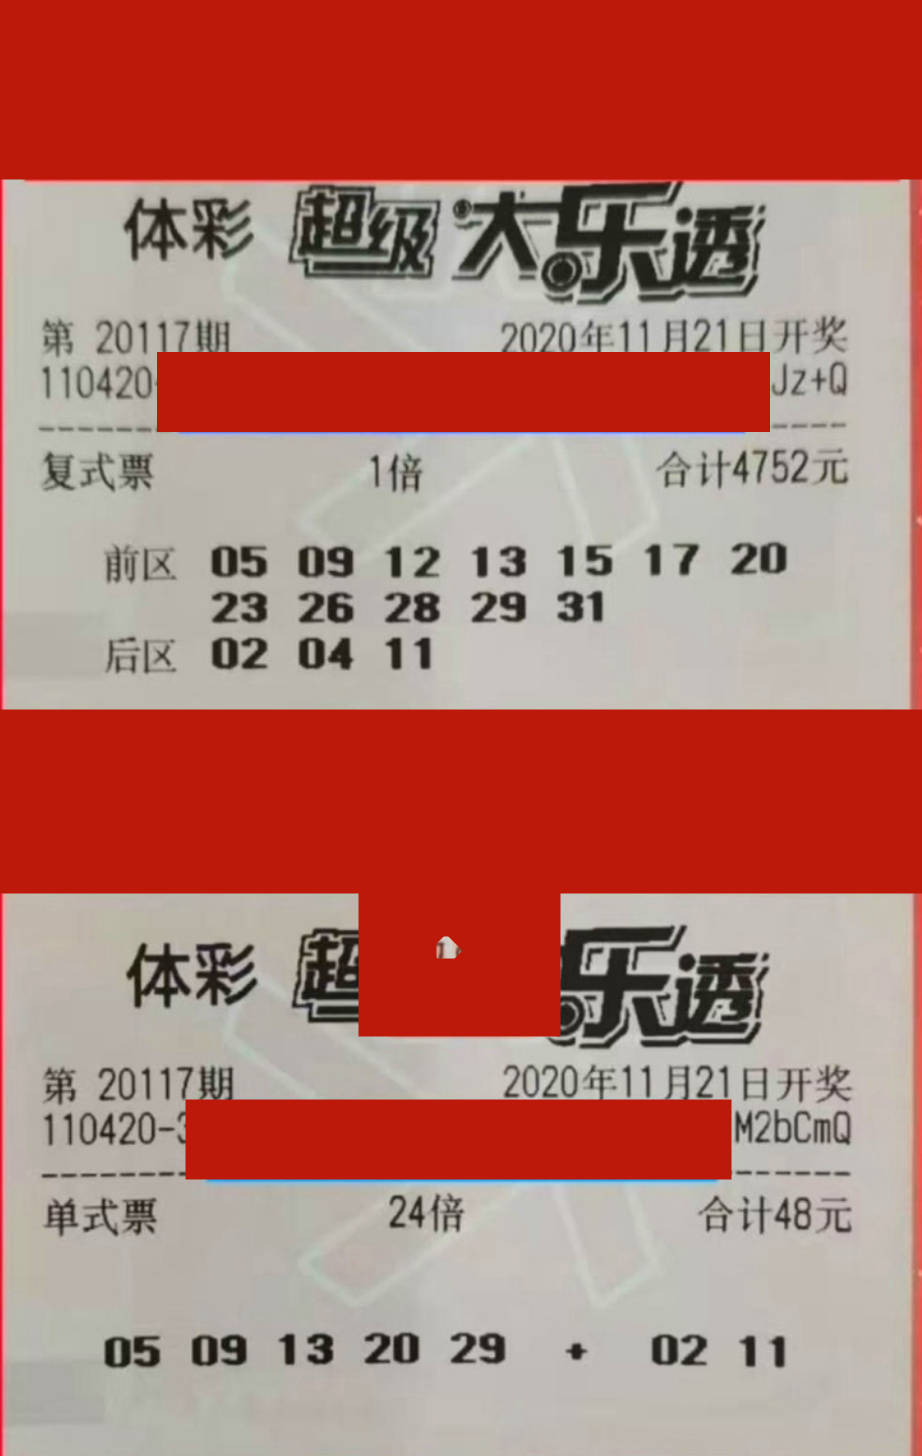 体彩 超级大乐透
第 20117期 2020年11月21日开奖
110420- Jz+Q
复式票 1倍 合计4752元
前区 05 09 12 13 15 17 20
23 26 28 29 31
后区 02 04 11
体彩 超 乐透
第 20117期 2020年11月21日开奖
110420-3 M2bCmQ
单式票 24倍 合计48元
05 09 13 20 29 + 02 11